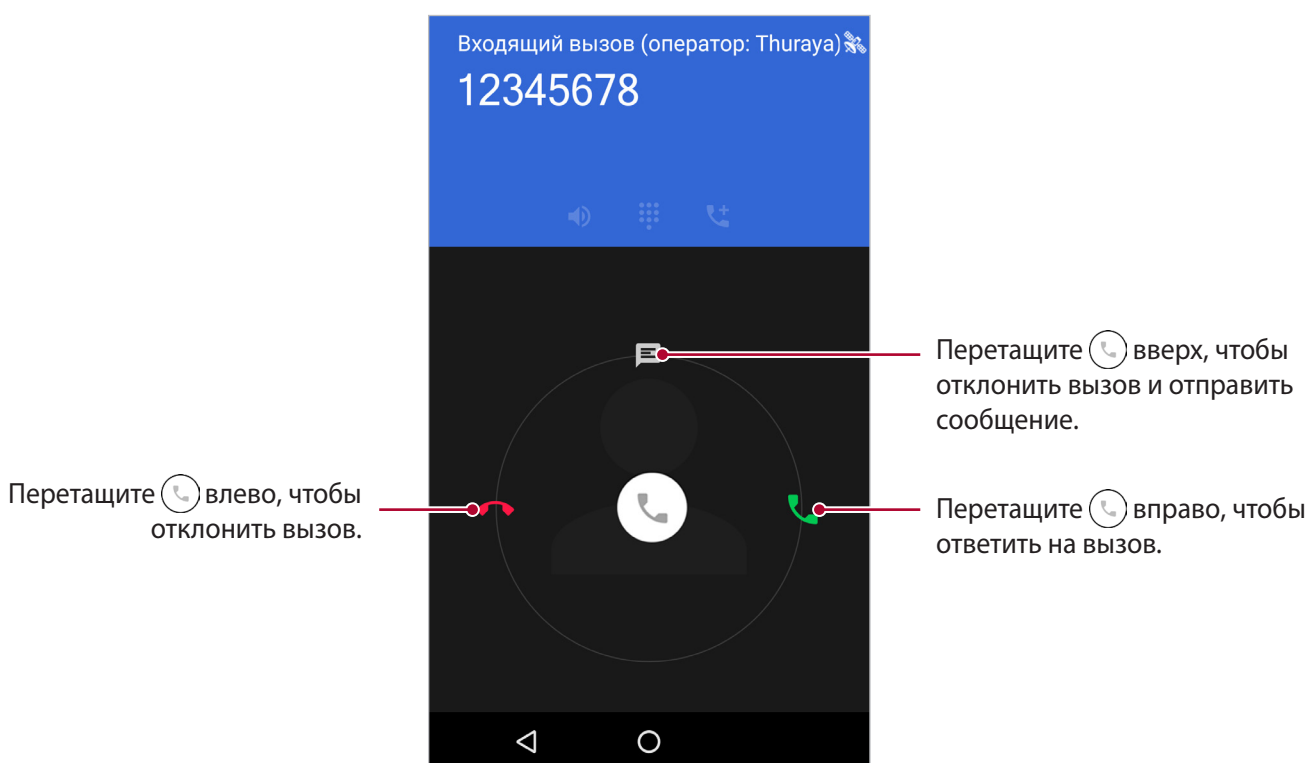 Входящий вызов (оператор: Thuraya)
12345678
Перетащите вверх, чтобы
отклонить вызов и отправить
сообщение.
Перетащите влево, чтобы
отклонить вызов.
Перетащите вправо, чтобы
ответить на вызов.